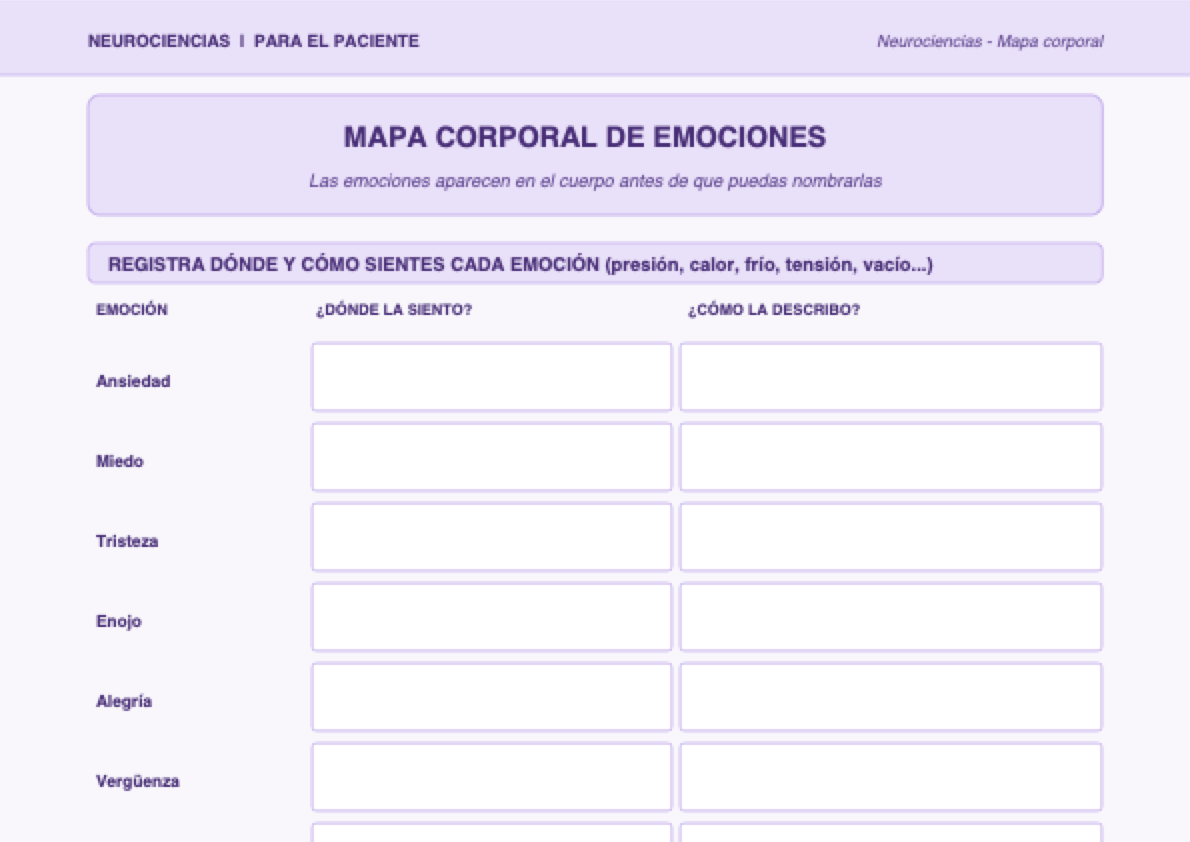 NEUROCIENCIAS | PARA EL PACIENTE
Neurociencias - Mapa corporal
MAPA CORPORAL DE EMOCIONES
Las emociones aparecen en el cuerpo antes de que puedas nombrarlas
REGISTRA DÓNDE Y CÓMO SIENTES CADA EMOCIÓN (presión, calor, frío, tensión, vacío...)
EMOCIÓN ¿DÓNDE LA SIENTO? ¿CÓMO LA DESCRIBO?
Ansiedad
Miedo
Tristeza
Enojo
Alegría
Vergüenza